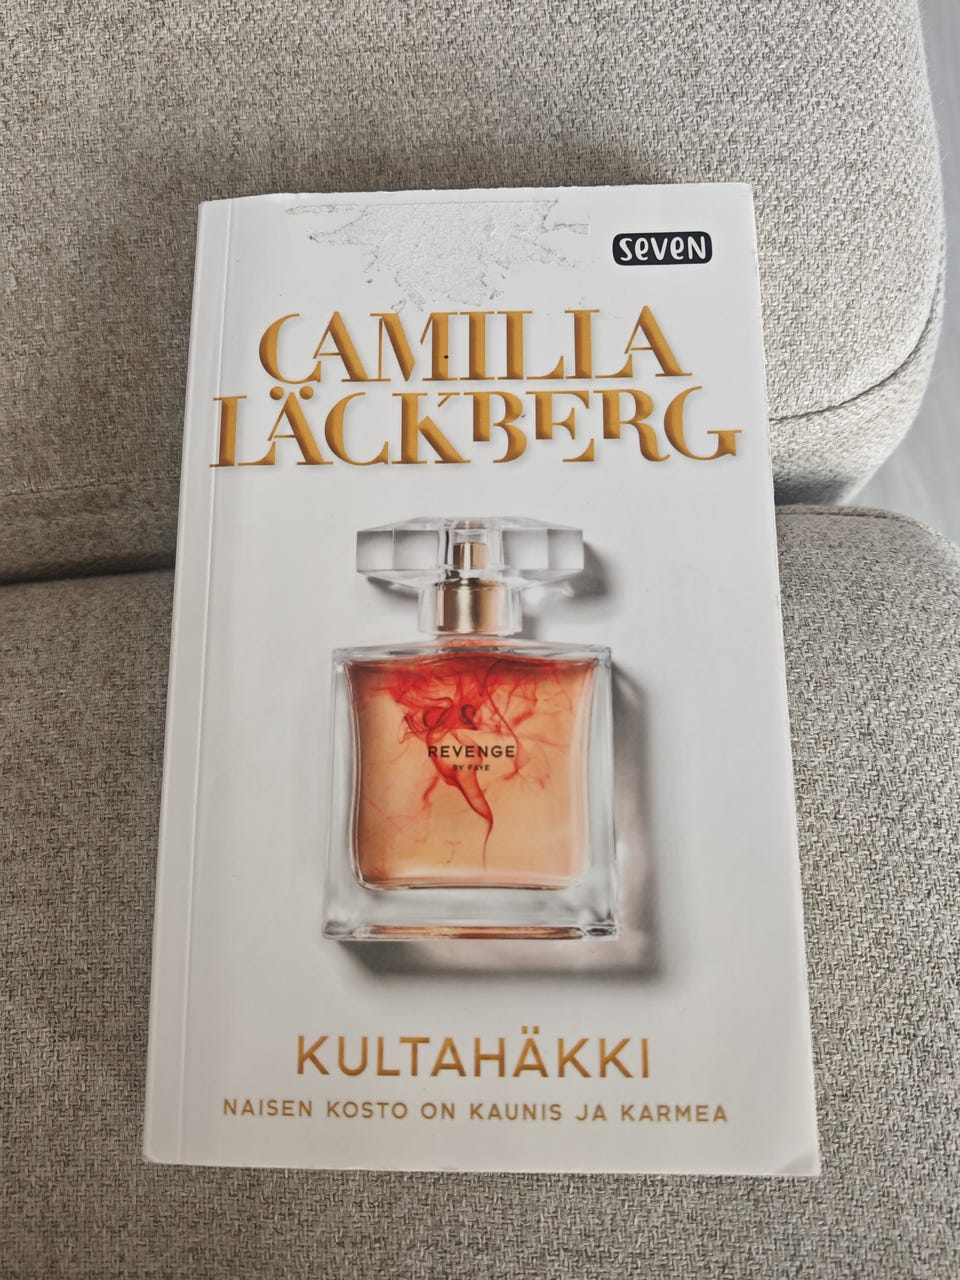 seven
CAMILLA
LÄCKBERG
REVENGE
BY FAYE
KULTAHÄKKI
NAISEN KOSTO ON KAUNIS JA KARMEA